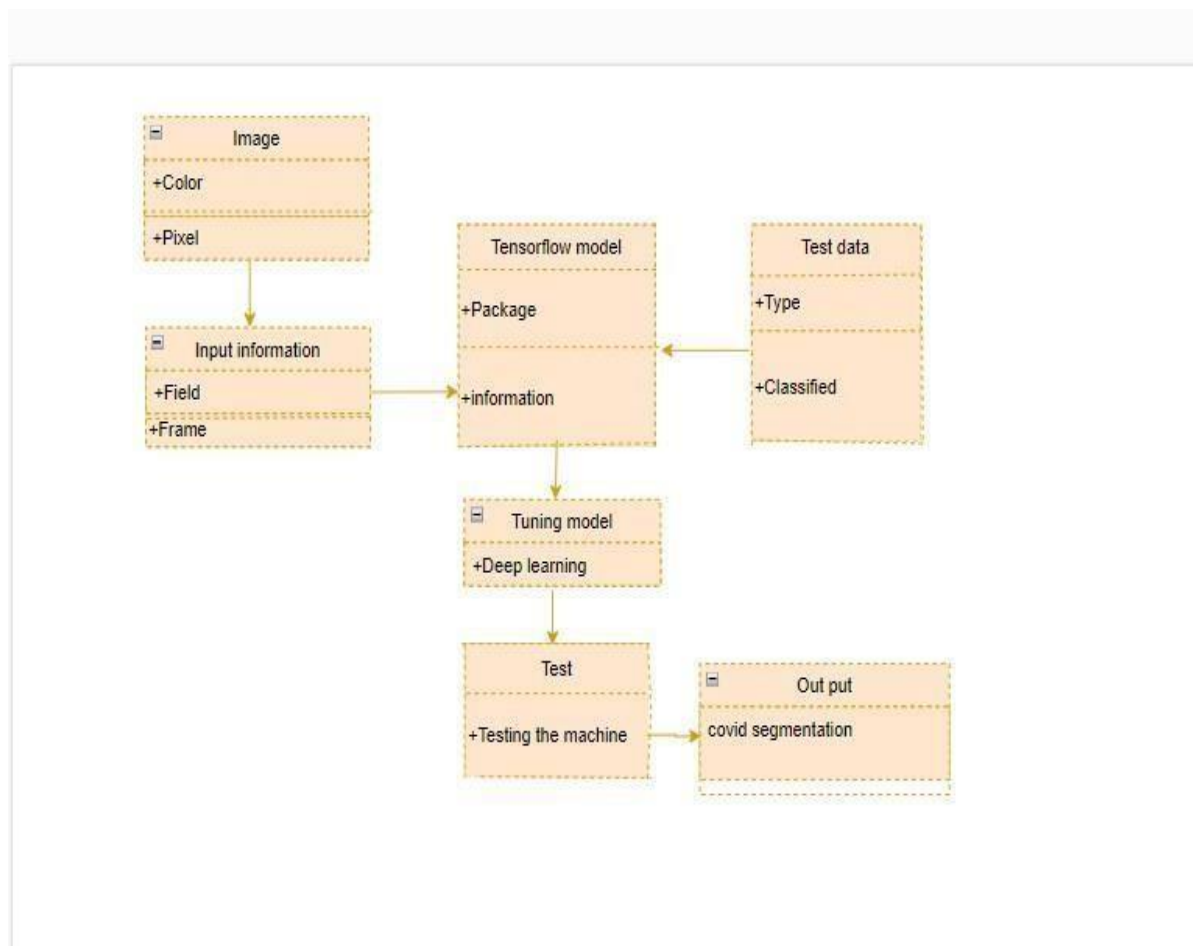 Image
+Color
+Pixel
Input information
+Field
+Frame
Tensorflow model
+Package
+information
Test data
+Type
+Classified
Tuning model
+Deep learning
Test
+Testing the machine
Out put
covid segmentation